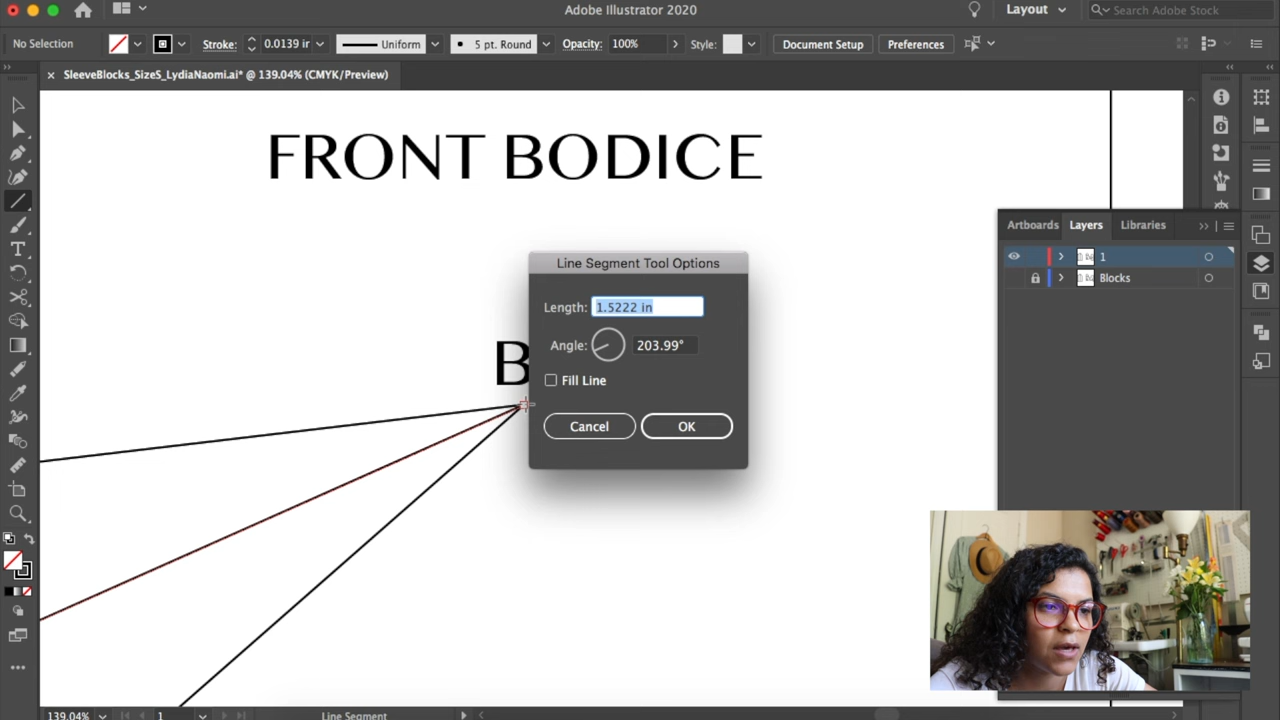 Adobe Illustrator 2020
Layout
Search Adobe Stock
No Selection
Stroke:
0.0139 in
Uniform
5 pt. Round
Opacity:
100%
Style:
Document Setup
Preferences
SleeveBlocks_SizeS_LydiaNaomi.ai* @ 139.04% (CMYK/Preview)
FRONT BODICE
Artboards
Layers
Libraries
1
Blocks
Line Segment Tool Options
Length:
1.5222 in
B
Angle:
203.99°
Fill Line
Cancel
OK
139.04%
1
Line Segment